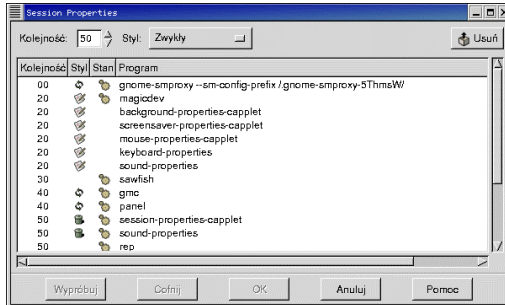 Session Properties
Kolejność: 50 Styl: Zwykły Usuń
Kolejność Styl Stan Program
00 gnome-smproxy --sm-config-prefix /.gnome-smproxy-5ThmsW/
20 magicdev
20 background-properties-capplet
20 screensaver-properties-capplet
20 mouse-properties-capplet
20 keyboard-properties
20 sound-properties
30 sawfish
40 gmc
40 panel
50 session-properties-capplet
50 sound-properties
50 rep
Wypróbuj Cofnij OK Anuluj Pomoc